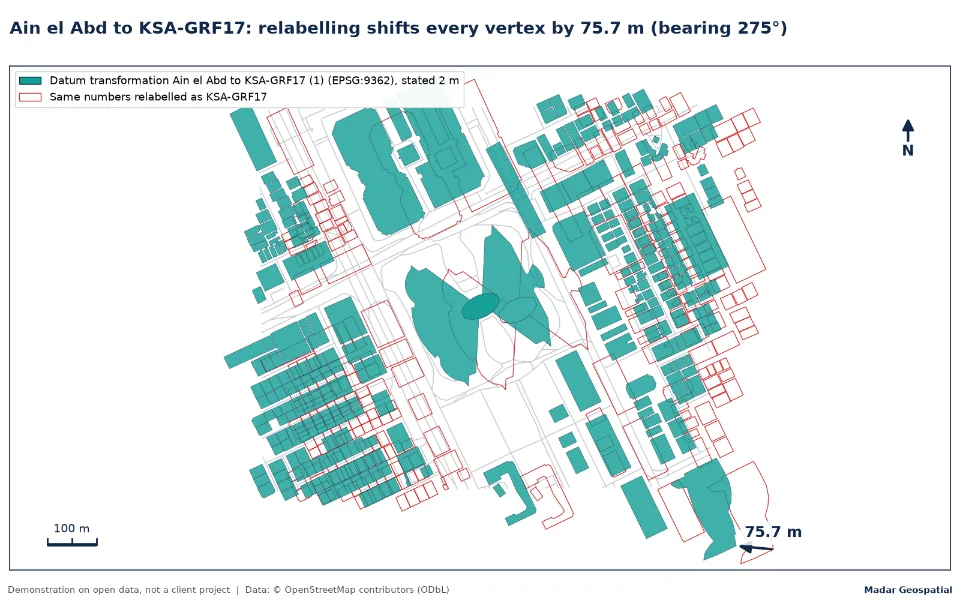 Ain el Abd to KSA-GRF17: relabelling shifts every vertex by 75.7 m (bearing 275°)
Datum transformation Ain el Abd to KSA-GRF17 (1) (EPSG:9362), stated 2 m
Same numbers relabelled as KSA-GRF17
N
100 m
75.7 m
Demonstration on open data, not a client project | Data: © OpenStreetMap contributors (ODbL)
Madar Geospatial